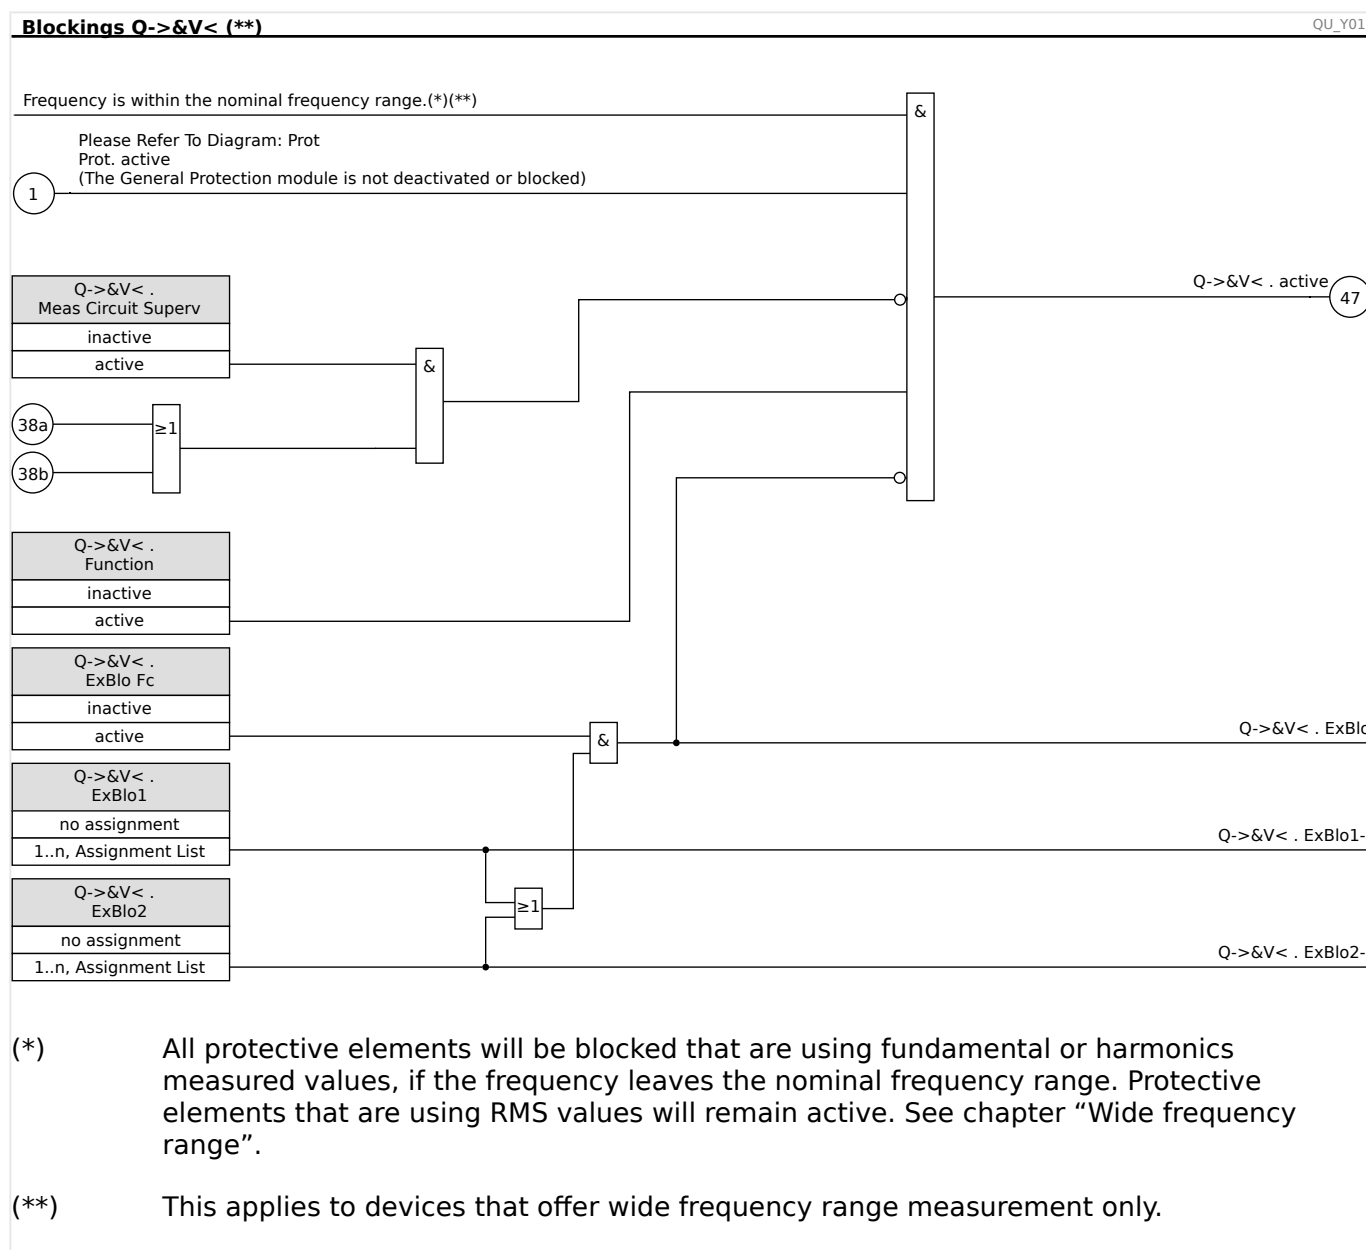 Blockings Q->&V< (**)
QU_Y01
Frequency is within the nominal frequency range.(*)(**)
&
Please Refer To Diagram: Prot
Prot. active
(The General Protection module is not deactivated or blocked)
1
Q->&V< .
Meas Circuit Superv
inactive
active
&
Q->&V< . active
47
38a
≥1
38b
Q->&V< .
Function
inactive
active
Q->&V< .
ExBlo Fc
inactive
active
&
Q->&V< . ExBlo
Q->&V< .
ExBlo1
no assignment
1..n, Assignment List
Q->&V< . ExBlo1-
Q->&V< .
ExBlo2
no assignment
1..n, Assignment List
≥1
Q->&V< . ExBlo2-
(*) All protective elements will be blocked that are using fundamental or harmonics
measured values, if the frequency leaves the nominal frequency range. Protective
elements that are using RMS values will remain active. See chapter “Wide frequency
range”.
(**) This applies to devices that offer wide frequency range measurement only.